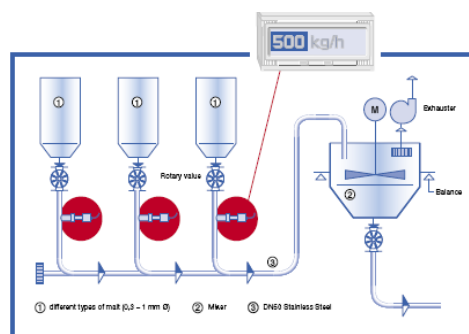 500 kg/h
① ① ①
M
Exhauster
Rotary value
Balance
②
③
① different types of malt (0,3 – 1 mm Ø) ② Mixer ③ DN50 Stainless Steel